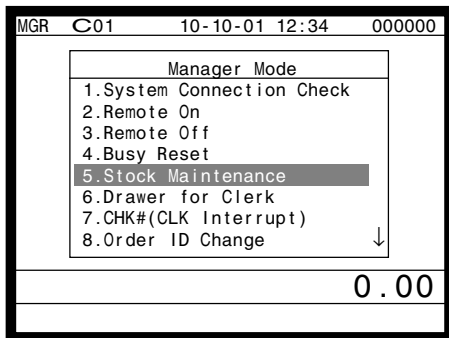 MGR C01 10-10-01 12:34 000000
Manager Mode
1.System Connection Check
2.Remote On
3.Remote Off
4.Busy Reset
5.Stock Maintenance
6.Drawer for Clerk
7.CHK#(CLK Interrupt)
8.Order ID Change ↓
0.00